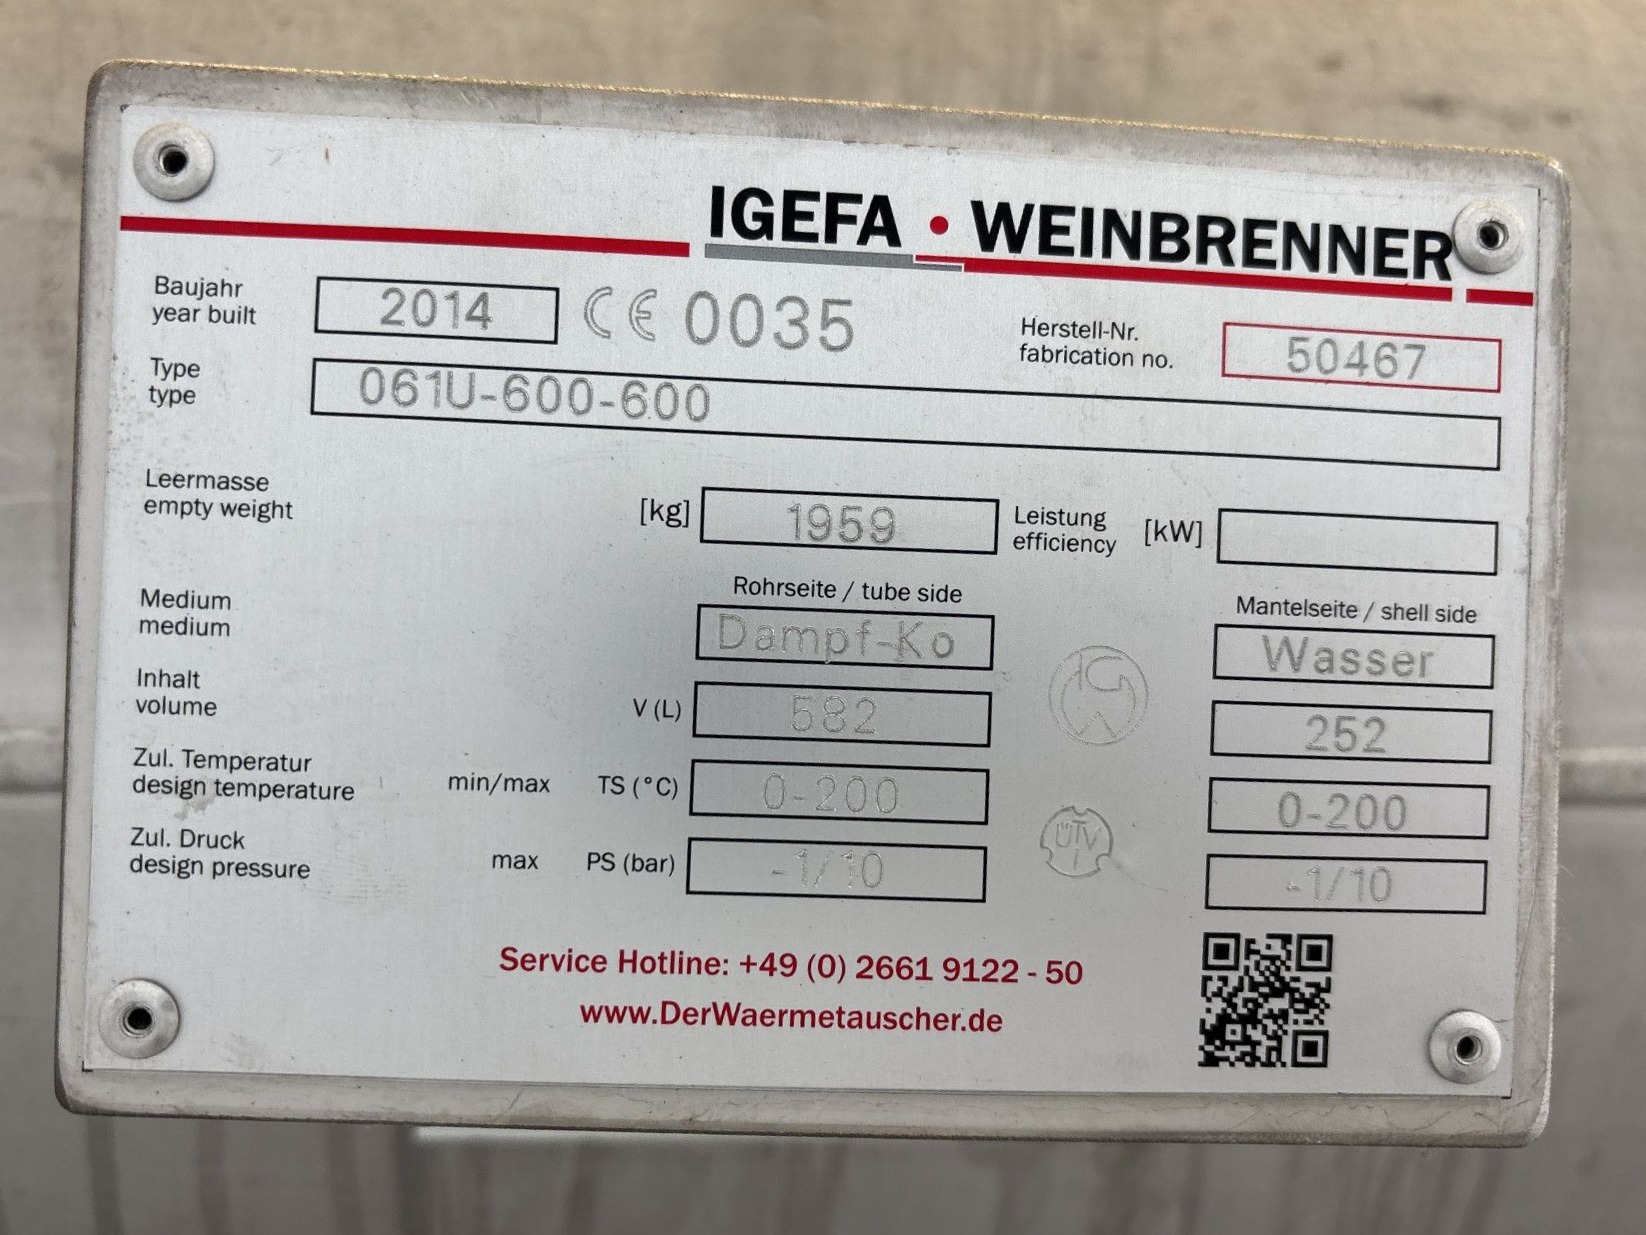 IGEFA • WEINBRENNER
Baujahr
year built
2014
CE 0035
Herstell-Nr.
fabrication no.
50467
Type
type
061U-600-600
Leermasse
empty weight
[kg]
1959
Leistung
efficiency
[kW]
Rohrseite / tube side
Mantelseite / shell side
Medium
medium
Dampf-Ko
Wasser
Inhalt
volume
V (L)
582
252
Zul. Temperatur
design temperature
min/max
TS (°C)
0-200
0-200
TÜV
Zul. Druck
design pressure
max
PS (bar)
-1/10
-1/10
Service Hotline: +49 (0) 2661 9122 - 50
www.DerWaermetauscher.de